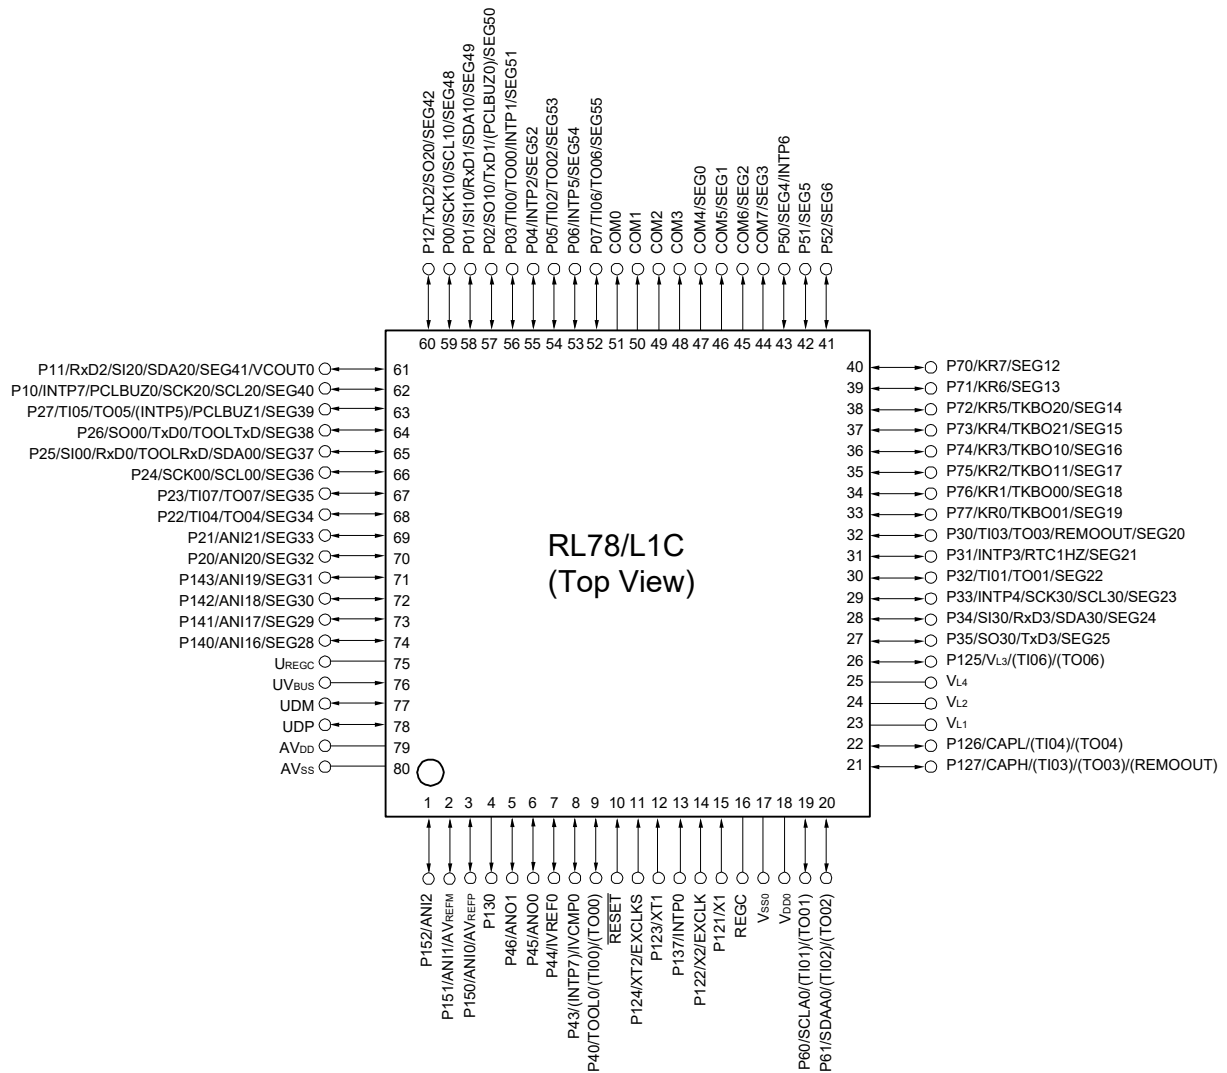 P12/TxD2/SO20/SEG42
P00/SCK10/SCL10/SEG48
P01/SI10/RxD1/SDA10/SEG49
P02/SO10/TxD1/(PCLBUZ0)/SEG50
P03/TI00/TO00/INTP1/SEG51
P04/INTP2/SEG52
P05/TI02/TO02/SEG53
P06/INTP5/SEG54
P07/TI06/TO06/SEG55
COM0
COM1
COM2
COM3
COM4/SEG0
COM5/SEG1
COM6/SEG2
COM7/SEG3
P50/SEG4/INTP6
P51/SEG5
P52/SEG6
60 59 58 57 56 55 54 53 52 51 50 49 48 47 46 45 44 43 42 41
P11/RxD2/SI20/SDA20/SEG41/VCOUT0 61
P10/INTP7/PCLBUZ0/SCK20/SCL20/SEG40 62
P27/TI05/TO05/(INTP5)/PCLBUZ1/SEG39 63
P26/SO00/TxD0/TOOLTxD/SEG38 64
P25/SI00/RxD0/TOOLRxD/SDA00/SEG37 65
P24/SCK00/SCL00/SEG36 66
P23/TI07/TO07/SEG35 67
P22/TI04/TO04/SEG34 68
P21/ANI21/SEG33 69
P20/ANI20/SEG32 70
P143/ANI19/SEG31 71
P142/ANI18/SEG30 72
P141/ANI17/SEG29 73
P140/ANI16/SEG28 74
UREGC 75
UVBUS 76
UDM 77
UDP 78
AVDD 79
AVSS 80
RL78/L1C
(Top View)
40 P70/KR7/SEG12
39 P71/KR6/SEG13
38 P72/KR5/TKBO20/SEG14
37 P73/KR4/TKBO21/SEG15
36 P74/KR3/TKBO10/SEG16
35 P75/KR2/TKBO11/SEG17
34 P76/KR1/TKBO00/SEG18
33 P77/KR0/TKBO01/SEG19
32 P30/TI03/TO03/REMOOUT/SEG20
31 P31/INTP3/RTC1HZ/SEG21
30 P32/TI01/TO01/SEG22
29 P33/INTP4/SCK30/SCL30/SEG23
28 P34/SI30/RxD3/SDA30/SEG24
27 P35/SO30/TxD3/SEG25
26 P125/VL3/(TI06)/(TO06)
25 VL4
24 VL2
23 VL1
22 P126/CAPL/(TI04)/(TO04)
21 P127/CAPH/(TI03)/(TO03)/(REMOOUT)
1 2 3 4 5 6 7 8 9 10 11 12 13 14 15 16 17 18 19 20
P152/ANI2
P151/ANI1/AVREFM
P150/ANI0/AVREFP
P130
P46/ANO1
P45/ANO0
P44/IVREF0
P43/(INTP7)/IVCMP0
P40/TOOL0/(TI00)/(TO00)
RESET
P124/XT2/EXCLKS
P123/XT1
P137/INTP0
P122/X2/EXCLK
P121/X1
REGC
VSS0
VDD0
P60/SCLA0/(TI01)/(TO01)
P61/SDAA0/(TI02)/(TO02)